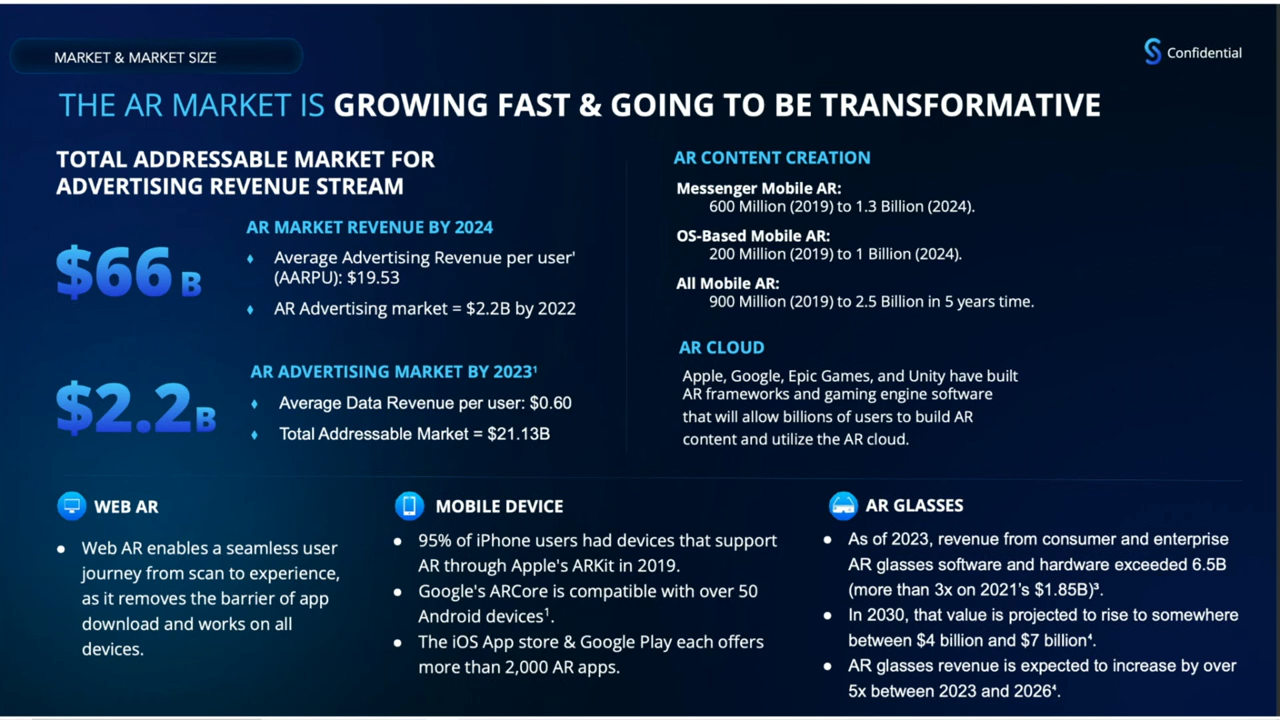 MARKET & MARKET SIZE
Confidential
THE AR MARKET IS GROWING FAST & GOING TO BE TRANSFORMATIVE
TOTAL ADDRESSABLE MARKET FOR
ADVERTISING REVENUE STREAM
$66 B
AR MARKET REVENUE BY 2024
Average Advertising Revenue per user'
(AARPU): $19.53
AR Advertising market = $2.2B by 2022
$2.2B
AR ADVERTISING MARKET BY 2023¹
Average Data Revenue per user: $0.60
Total Addressable Market = $21.13B
AR CONTENT CREATION
Messenger Mobile AR:
600 Million (2019) to 1.3 Billion (2024).
OS-Based Mobile AR:
200 Million (2019) to 1 Billion (2024).
All Mobile AR:
900 Million (2019) to 2.5 Billion in 5 years time.
AR CLOUD
Apple, Google, Epic Games, and Unity have built
AR frameworks and gaming engine software
that will allow billions of users to build AR
content and utilize the AR cloud.
WEB AR
Web AR enables a seamless user
journey from scan to experience,
as it removes the barrier of app
download and works on all
devices.
MOBILE DEVICE
95% of iPhone users had devices that support
AR through Apple's ARKit in 2019.
Google's ARCore is compatible with over 50
Android devices¹.
The iOS App store & Google Play each offers
more than 2,000 AR apps.
AR GLASSES
As of 2023, revenue from consumer and enterprise
AR glasses software and hardware exceeded 6.5B
(more than 3x on 2021's $1.85B)³.
In 2030, that value is projected to rise to somewhere
between $4 billion and $7 billion⁴.
AR glasses revenue is expected to increase by over
5x between 2023 and 2026⁴.